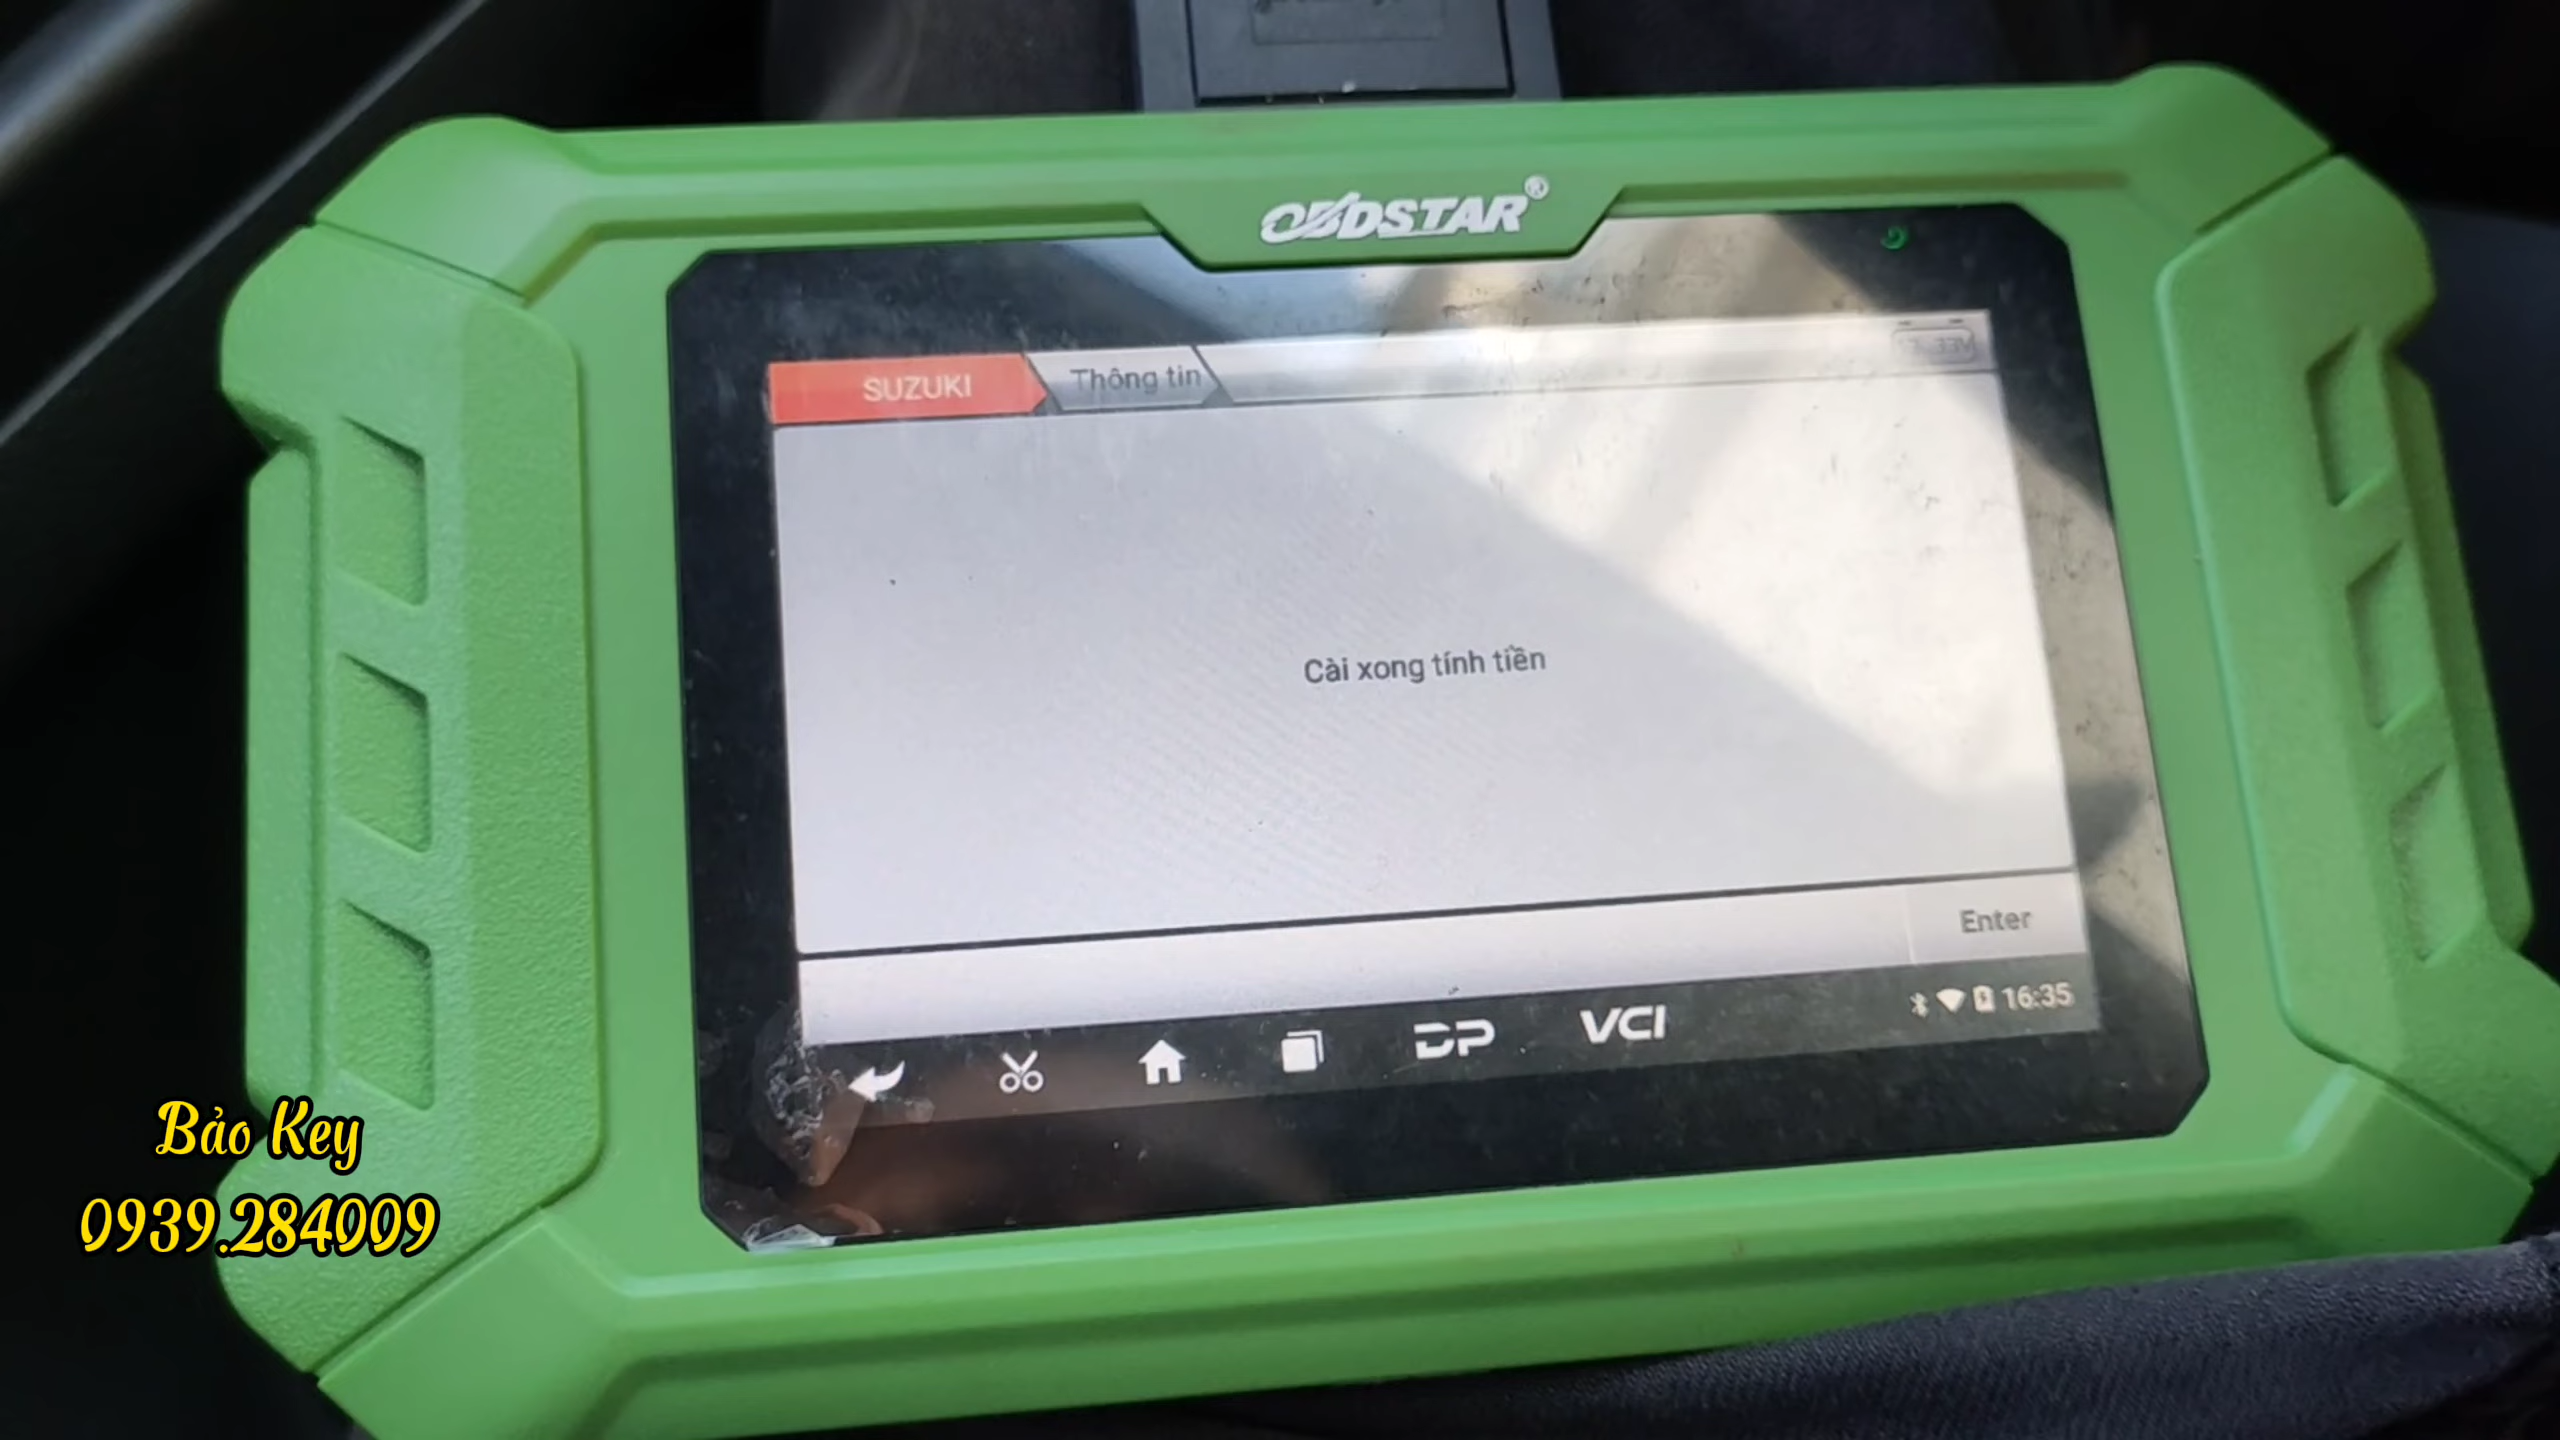 OBDSTAR®
SUZUKI
Thông tin
Cài xong tính tiền
Enter
DP
VCI
16:35
Bảo Key
0939.284009